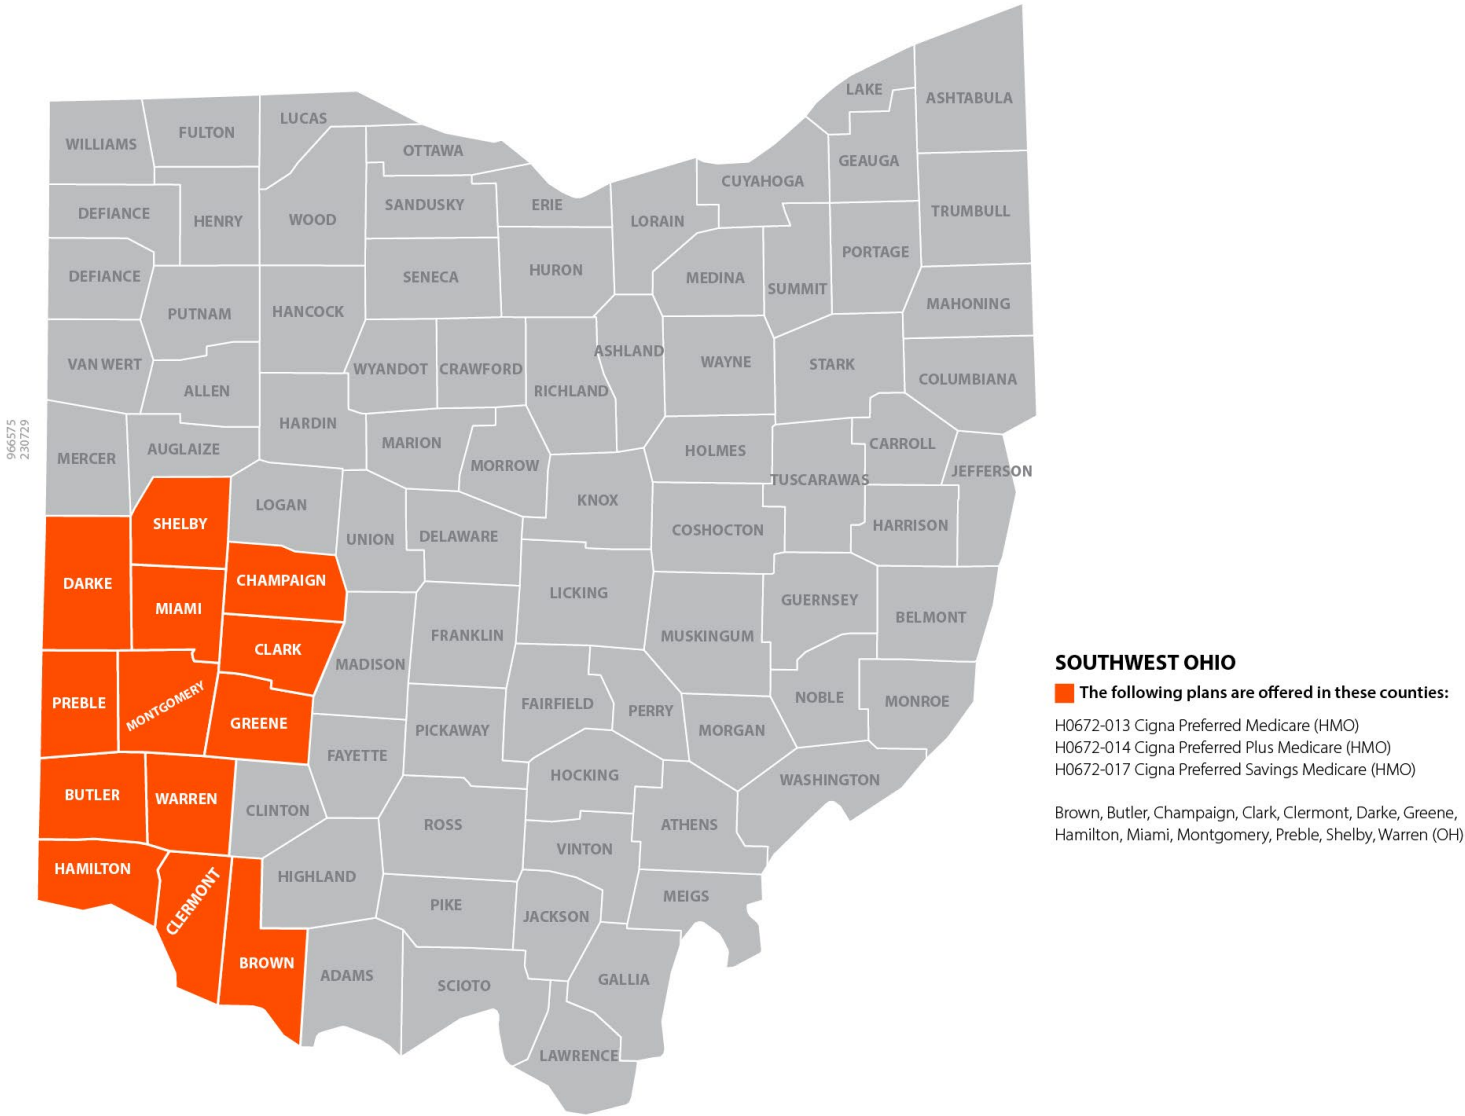 LAKE
ASHTABULA
LUCAS
FULTON
WILLIAMS
OTTAWA
GEAUGA
CUYAHOGA
SANDUSKY
ERIE
DEFIANCE
HENRY
WOOD
LORAIN
TRUMBULL
PORTAGE
DEFIANCE
SENECA
HURON
MEDINA
SUMMIT
MAHONING
PUTNAM
HANCOCK
VAN WERT
WYANDOT
CRAWFORD
ASHLAND
WAYNE
STARK
COLUMBIANA
ALLEN
RICHLAND
HARDIN
966575
230729
MERCER
AUGLAIZE
MARION
MORROW
HOLMES
CARROLL
JEFFERSON
TUSCARAWAS
LOGAN
KNOX
SHELBY
UNION
DELAWARE
COSHOCTON
HARRISON
DARKE
CHAMPAIGN
LICKING
GUERNSEY
MIAMI
BELMONT
CLARK
FRANKLIN
MUSKINGUM
MADISON
PREBLE
MONTGOMERY
GREENE
FAIRFIELD
PERRY
NOBLE
MONROE
PICKAWAY
MORGAN
FAYETTE
BUTLER
WARREN
HOCKING
WASHINGTON
CLINTON
ROSS
ATHENS
VINTON
HAMILTON
HIGHLAND
CLERMONT
PIKE
JACKSON
MEIGS
BROWN
ADAMS
SCIOTO
GALLIA
LAWRENCE
SOUTHWEST OHIO
The following plans are offered in these counties:
H0672-013 Cigna Preferred Medicare (HMO)
H0672-014 Cigna Preferred Plus Medicare (HMO)
H0672-017 Cigna Preferred Savings Medicare (HMO)
Brown, Butler, Champaign, Clark, Clermont, Darke, Greene,
Hamilton, Miami, Montgomery, Preble, Shelby, Warren (OH)